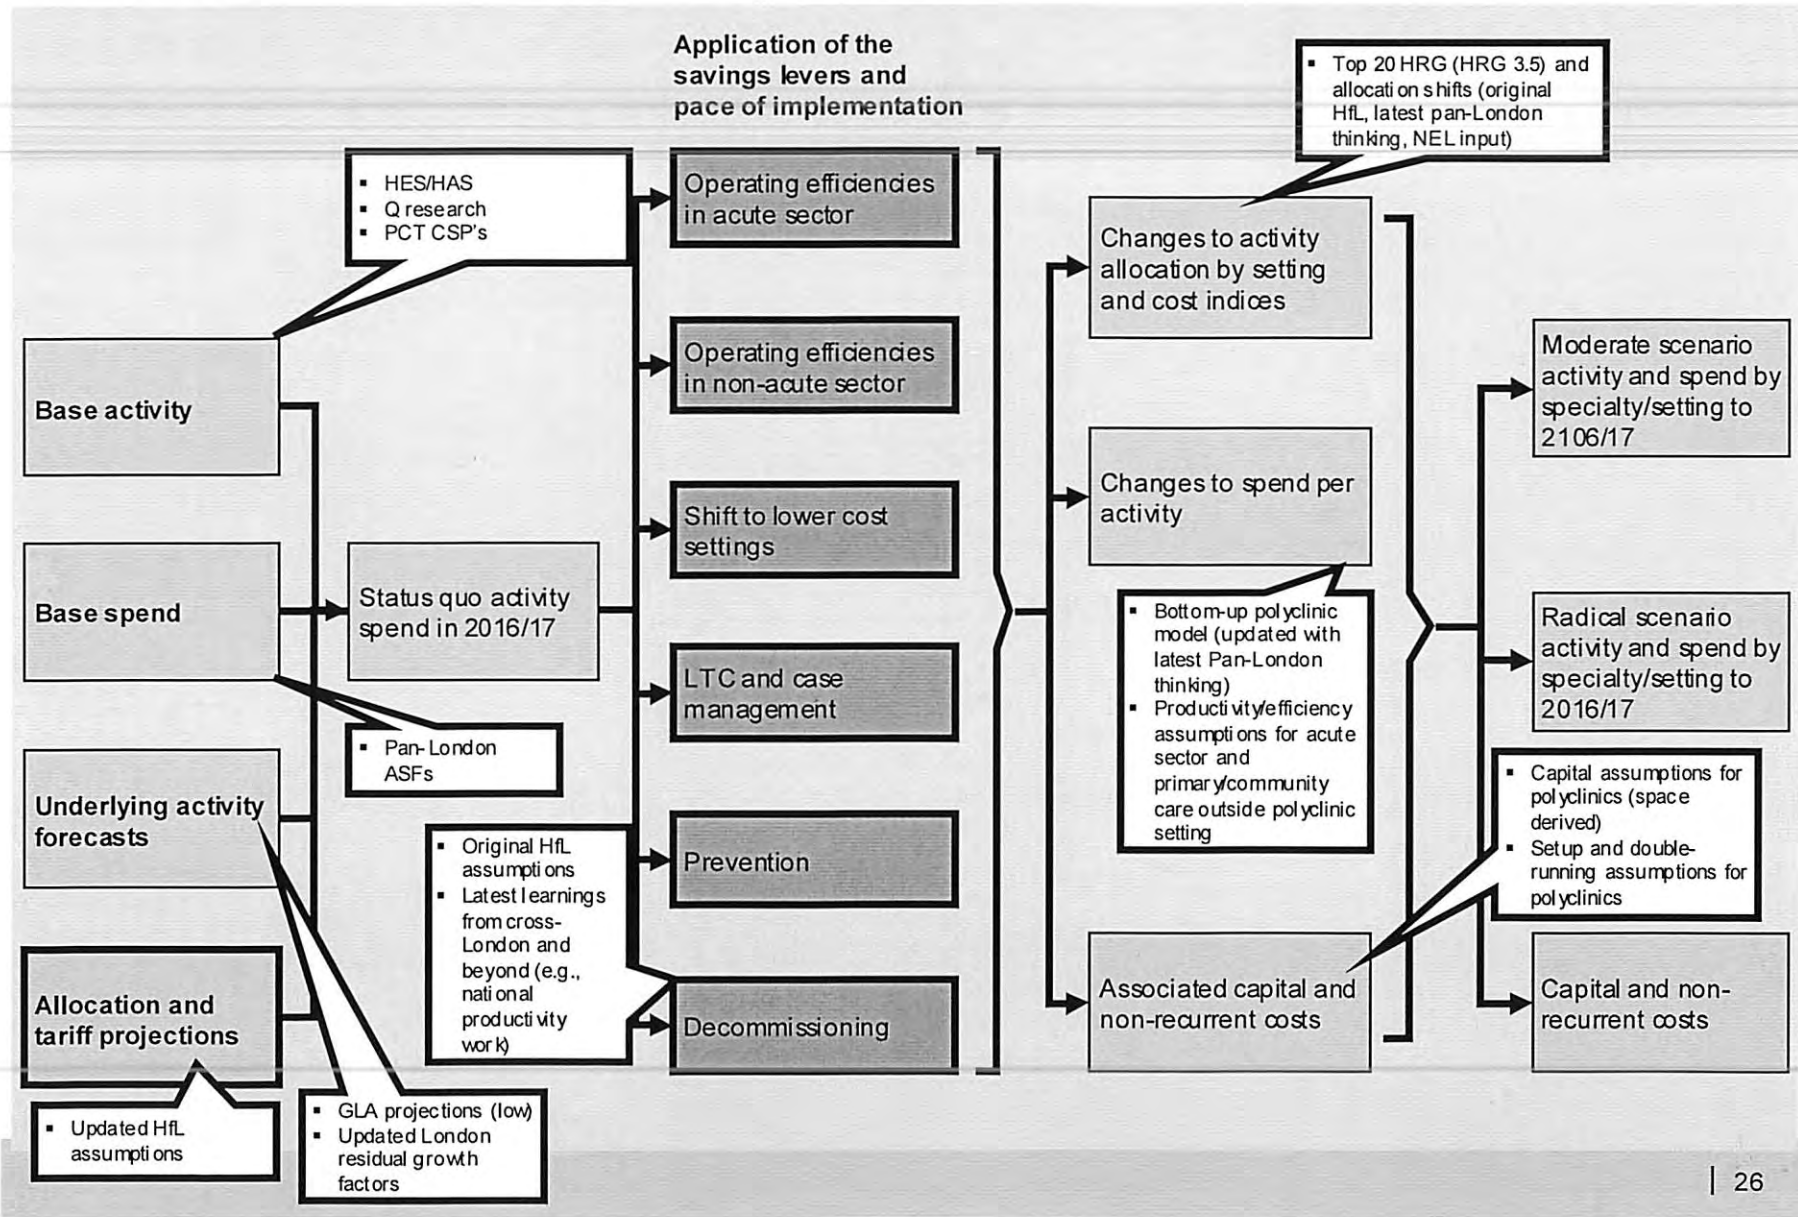 Application of the
savings levers and
pace of implementation
▪ Top 20 HRG (HRG 3.5) and
allocation shifts (original
HfL, latest pan-London
thinking, NEL input)
▪ HES/HAS
▪ Q research
▪ PCT CSP's
Base activity
Base spend
Underlying activity
forecasts
Allocation and
tariff projections
▪ Updated HfL
assumptions
▪ GLA projections (low)
▪ Updated London
residual growth
factors
Status quo activity
spend in 2016/17
▪ Pan-London
ASFs
▪ Original HfL
assumptions
▪ Latest learnings
from cross-
London and
beyond (e.g.,
national
productivity
work)
Operating efficiencies
in acute sector
Operating efficiencies
in non-acute sector
Shift to lower cost
settings
LTC and case
management
Prevention
Decommissioning
Changes to activity
allocation by setting
and cost indices
Changes to spend per
activity
▪ Bottom-up polyclinic
model (updated with
latest Pan-London
thinking)
▪ Productivity/efficiency
assumptions for acute
sector and
primary/community
care outside polyclinic
setting
Associated capital and
non-recurrent costs
Moderate scenario
activity and spend by
specialty/setting to
2106/17
Radical scenario
activity and spend by
specialty/setting to
2016/17
▪ Capital assumptions for
polyclinics (space
derived)
▪ Setup and double-
running assumptions for
polyclinics
Capital and non-
recurrent costs
| 26